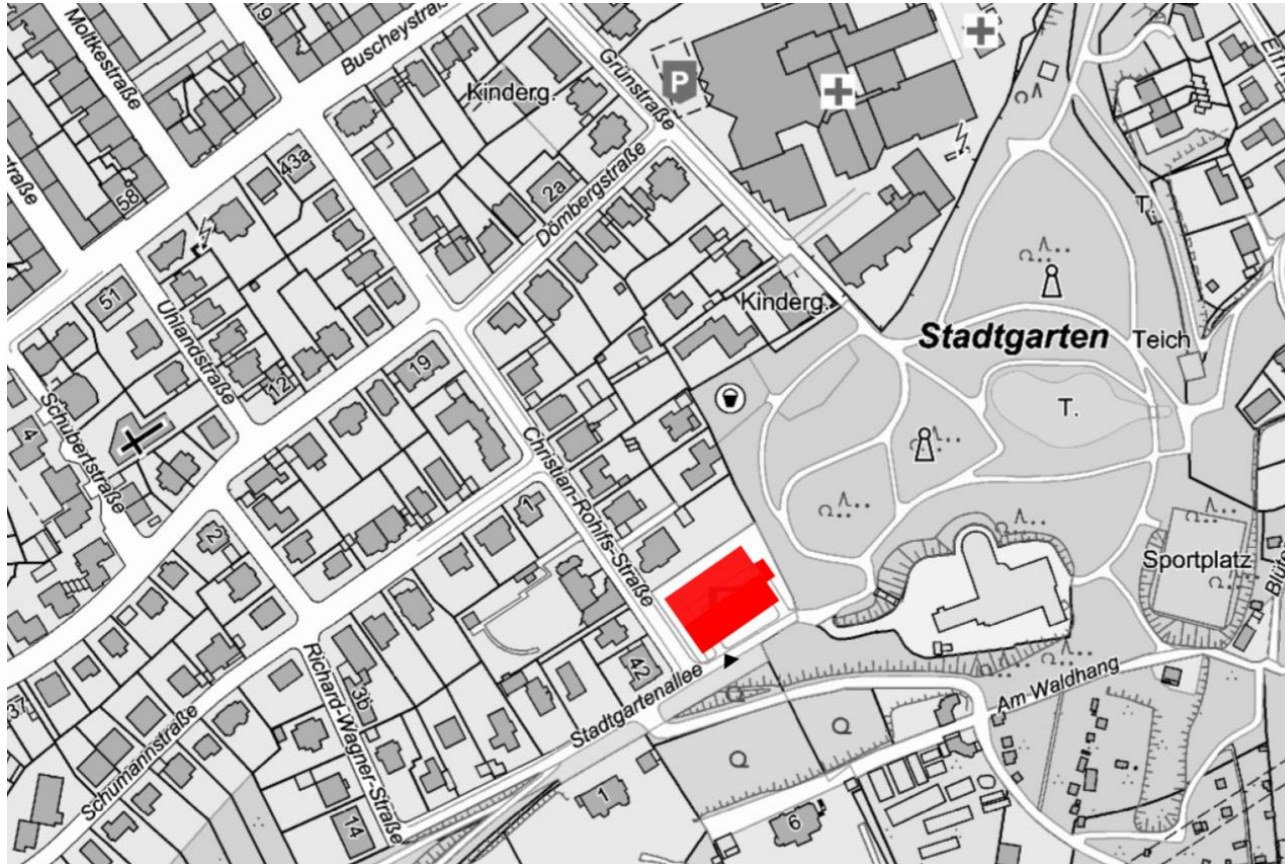 Moltkestraße
19
Buscheystraße
Grünstraße
P
Kinderg.
58
43a
2a
Dömbergstraße
T.
51
Uhlandstraße
Kinderg.
Stadtgarten
Teich
12
19
T.
4
Schubertstraße
Christian-Rohlfs-Straße
1
2
Sportplatz
42
Stadtgartenallee
Am Waldhang
Richard-Wagner-Straße
3b
37
Schumannstraße
1
14
6